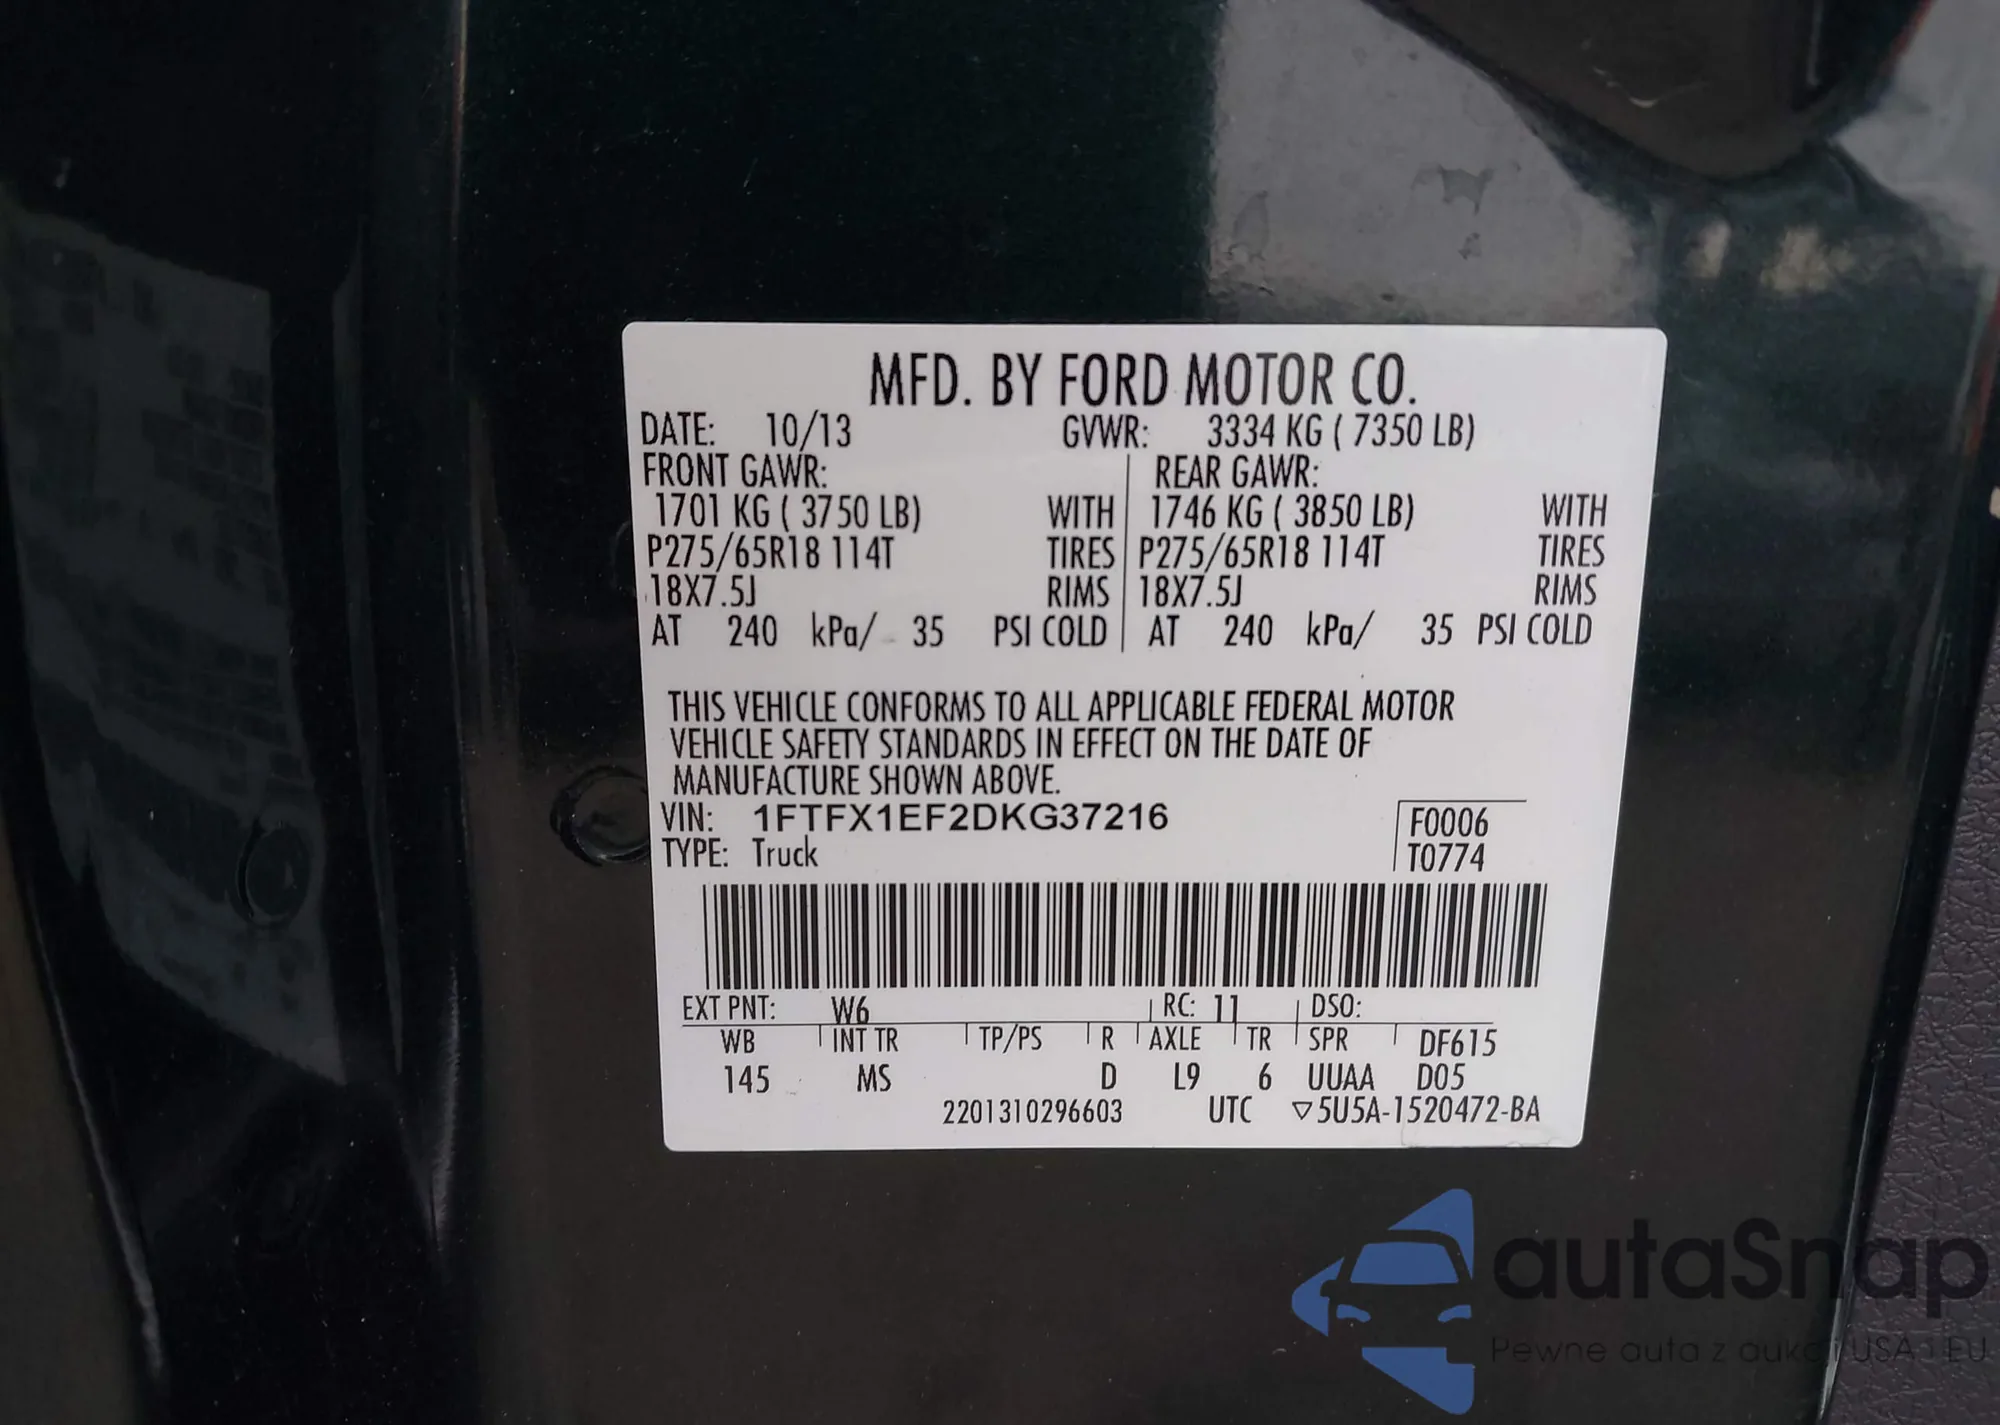 MFD. BY FORD MOTOR CO.
DATE: 10/13 GVWR: 3334 KG ( 7350 LB)
FRONT GAWR: REAR GAWR:
1701 KG ( 3750 LB) WITH 1746 KG ( 3850 LB) WITH
P275/65R18 114T TIRES P275/65R18 114T TIRES
18X7.5J RIMS 18X7.5J RIMS
AT 240 kPa/ 35 PSI COLD AT 240 kPa/ 35 PSI COLD
THIS VEHICLE CONFORMS TO ALL APPLICABLE FEDERAL MOTOR
VEHICLE SAFETY STANDARDS IN EFFECT ON THE DATE OF
MANUFACTURE SHOWN ABOVE.
VIN: 1FTFX1EF2DKG37216 F0006
TYPE: Truck T0774
EXT PNT: W6 RC: 11 DSO:
WB INT TR TP/PS R AXLE TR SPR DF615
145 MS D L9 6 UUAA D05
2201310296603 UTC ▽5U5A-1520472-BA
autaSnap
Pewne auta z aukcji USA i EU